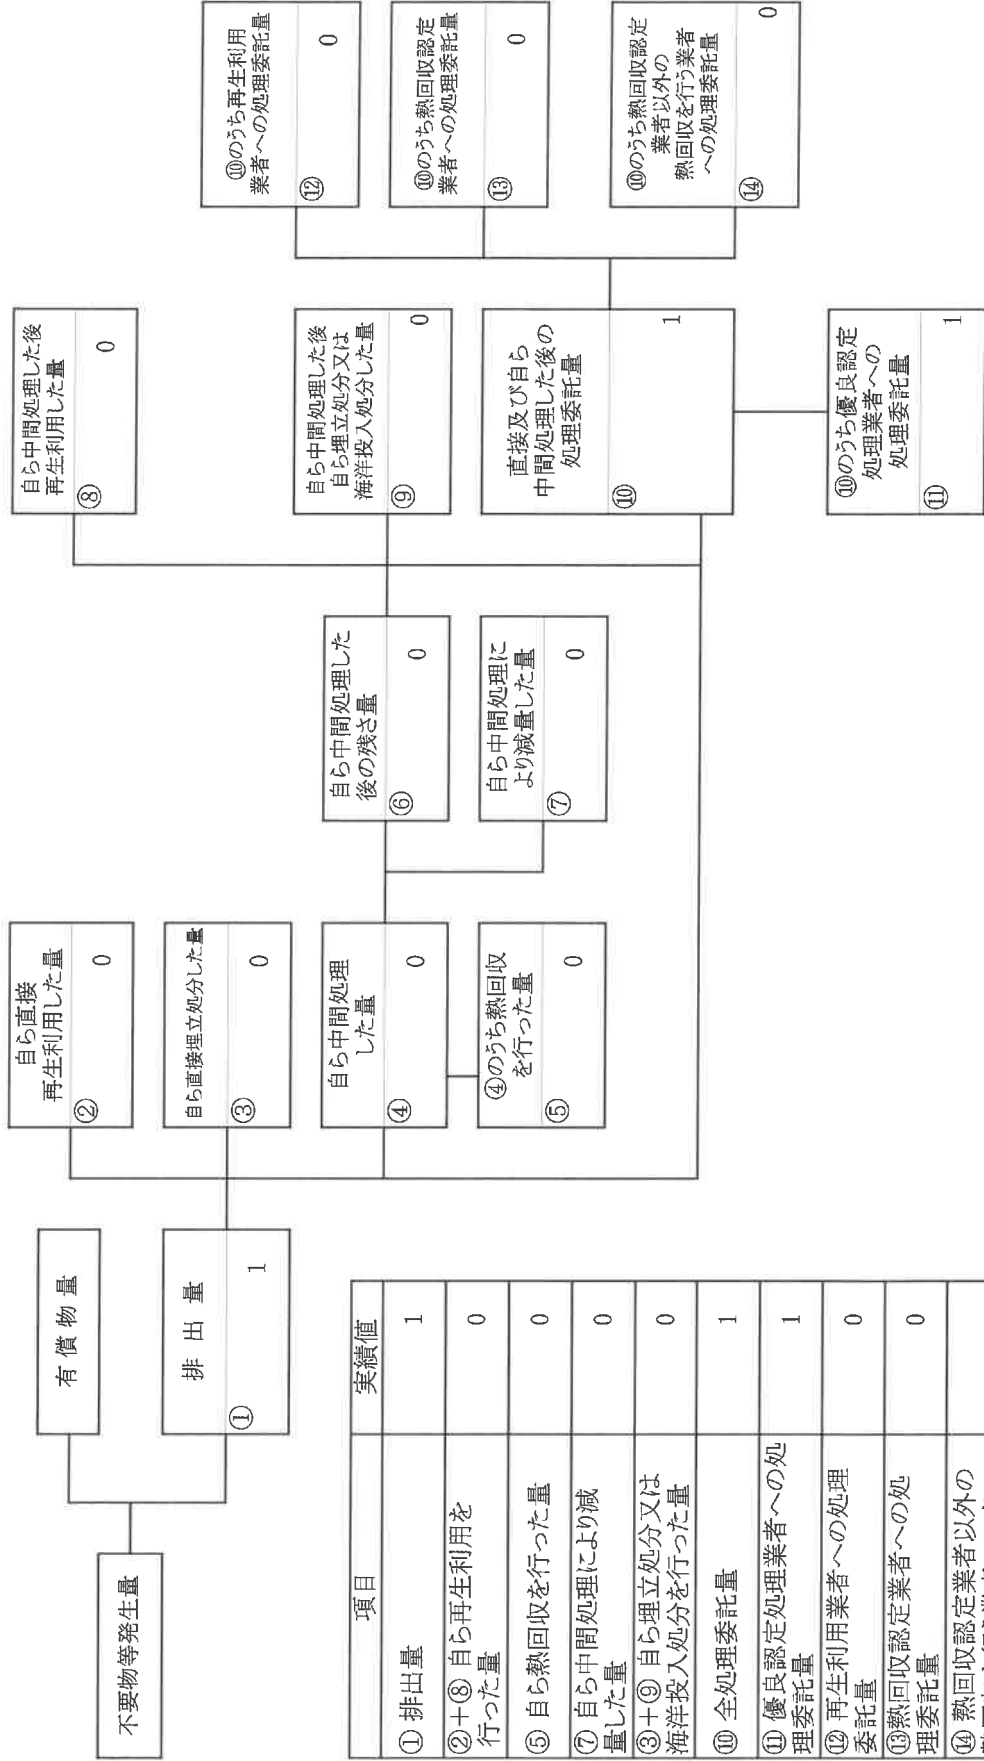 不要物等発生量
有償物量
排出量
① 1
自ら直接
再生利用した量
② 0
自ら直接埋立処分した量
③ 0
自ら中間処理
した量
④ 0
④のうち熱回収
を行った量
⑤ 0
自ら中間処理した
後の残さ量
⑥ 0
自ら中間処理に
より減量した量
⑦ 0
自ら中間処理した後
再生利用した量
⑧ 0
自ら中間処理した後
自ら埋立処分又は
海洋投入処分した量
⑨ 0
直接及び自ら
中間処理した後の
処理委託量
⑩ 1
⑩のうち優良認定
処理業者への
処理委託量
⑪ 1
⑩のうち再生利用
業者への処理委託量
⑫ 0
⑩のうち熱回収認定
業者への処理委託量
⑬ 0
⑩のうち熱回収認定
業者以外の
熱回収を行う業者
への処理委託量
⑭ 0
項目 実績値
① 排出量 1
②+⑧ 自ら再生利用を
行った量 0
⑤ 自ら熱回収を行った量 0
⑦ 自ら中間処理により減
量した量 0
③+⑨ 自ら埋立処分又は
海洋投入処分を行った量 0
⑩ 全処理委託量 1
⑪ 優良認定処理業者への処
理委託量 1
⑫ 再生利用業者への処理
委託量 0
⑬熱回収認定業者への処
理委託量 0
⑭ 熱回収認定業者以外の